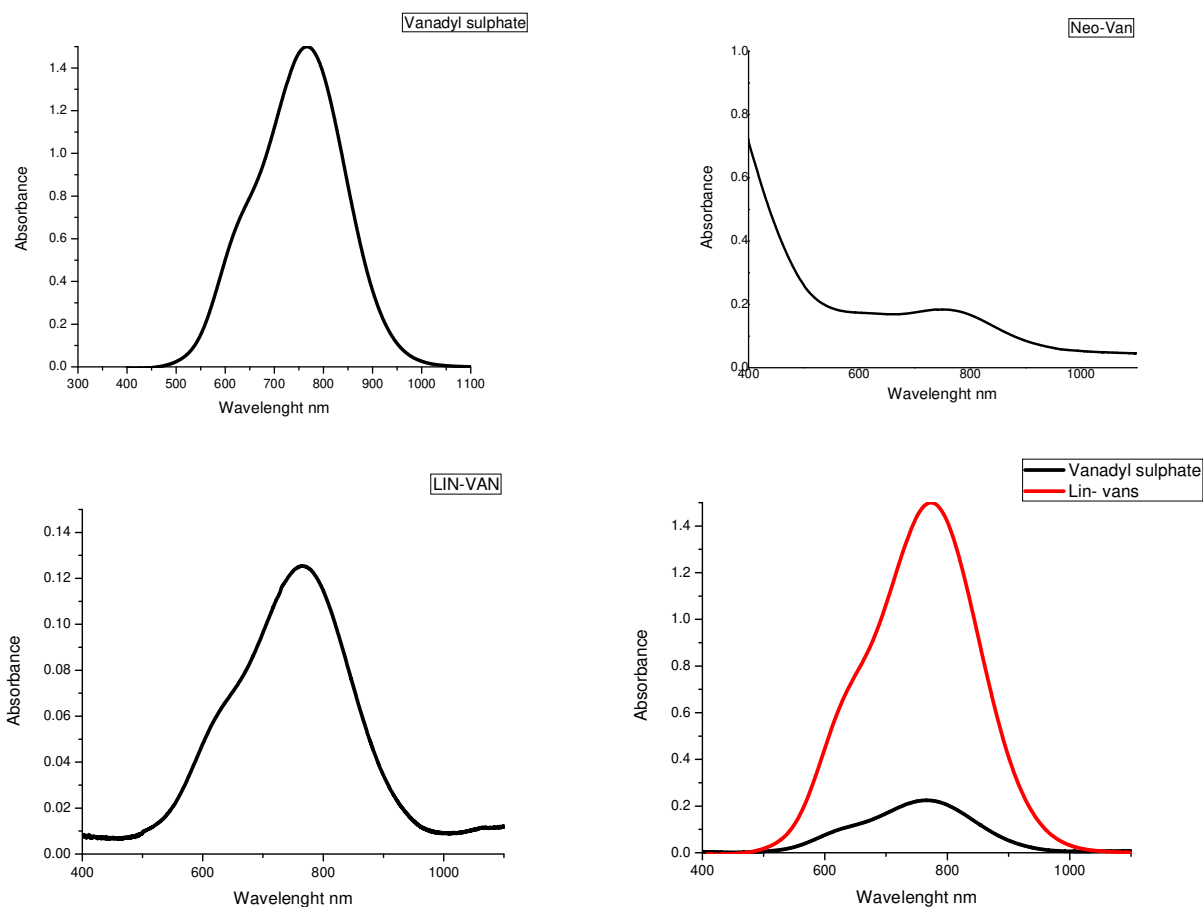 Vanadyl sulphate
Absorbance
1.4
1.2
1.0
0.8
0.6
0.4
0.2
0.0
300 400 500 600 700 800 900 1000 1100
Wavelenght nm
Neo-Van
Absorbance
1.0
0.8
0.6
0.4
0.2
0.0
400 600 800 1000
Wavelenght nm
LIN-VAN
Absorbance
0.14
0.12
0.10
0.08
0.06
0.04
0.02
0.00
400 600 800 1000
Wavelenght nm
Vanadyl sulphate
Lin- vans
Absorbance
1.4
1.2
1.0
0.8
0.6
0.4
0.2
0.0
400 600 800 1000
Wavelenght nm